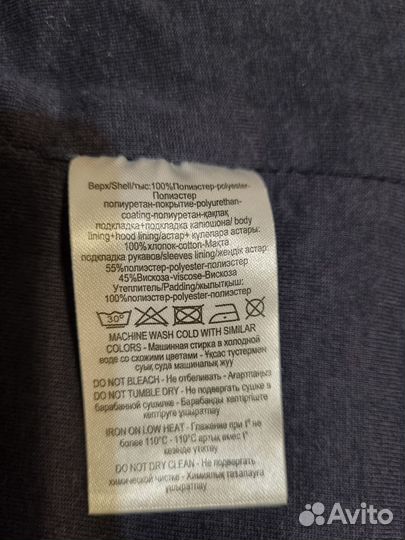 Верх/Shell/тыс:100%Полиэстер-polyester-
Полиэстер
полиуретан-покрытие-polyurethan-
coating-полиуретан-қақпақ
подкладка+подкладка капюшона/ body
lining+hood lining/астар+ күләпара астары:
100%хлопок-cotton-Мақта
подкладка рукавов/sleeves lining/жеңдік астары:
55%полиэстер-polyester-полиэстер
45%Вискоза-viscose-Вискоза
Утеплитель/Padding/жылытқыш:
100%полиэстер-polyester-полиэстер
30°
MACHINE WASH COLD WITH SIMILAR
COLORS - Машинная стирка в холодной
воде со схожими цветами - Ұқсас түстермен
суық суда машиналық жуу
DO NOT BLEACH - Не отбеливать - Ағартпаңыз
DO NOT TUMBLE DRY - Не подвергать сушке в
барабанной сушилке - Барабанды кептіргіште
кептіруге ұшыратпау
IRON ON LOW HEAT - Глажение при t° не
более 110°C - 110°C артық емес t°
кезінде үтіктеу
DO NOT DRY CLEAN - Не подвергать
химической чистке - Химиялық тазалауға
ұшыратпау
Avito